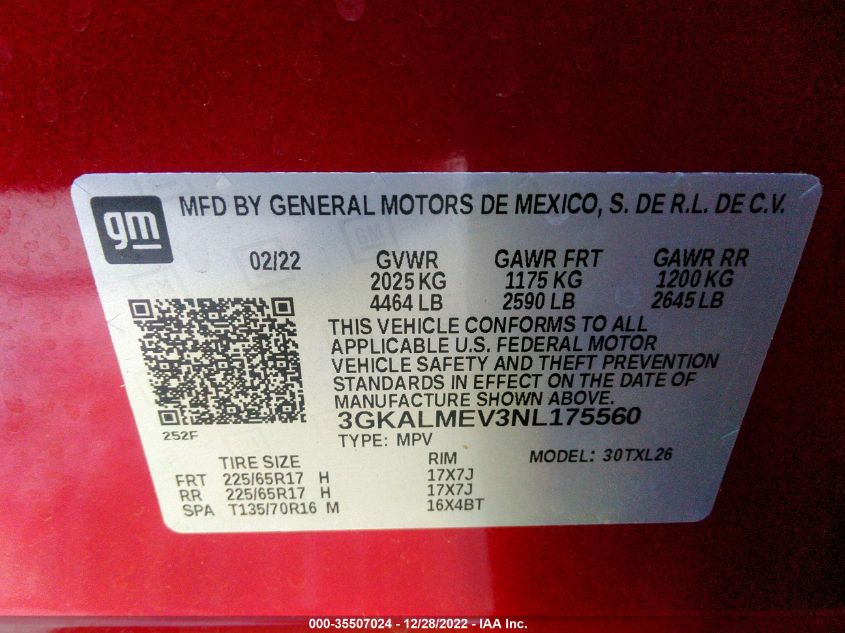 gm
MFD BY GENERAL MOTORS DE MEXICO, S. DE R.L. DE C.V.
02/22 GVWR GAWR FRT GAWR RR
2025 KG 1175 KG 1200 KG
4464 LB 2590 LB 2645 LB
THIS VEHICLE CONFORMS TO ALL
APPLICABLE U.S. FEDERAL MOTOR
VEHICLE SAFETY AND THEFT PREVENTION
STANDARDS IN EFFECT ON THE DATE OF
MANUFACTURE SHOWN ABOVE.
252F
3GKALMEV3NL175560
TYPE: MPV MODEL: 30TXL26
TIRE SIZE RIM
FRT 225/65R17 H 17X7J
RR 225/65R17 H 17X7J
SPA T135/70R16 M 16X4BT
000-35507024 - 12/28/2022 - IAA Inc.